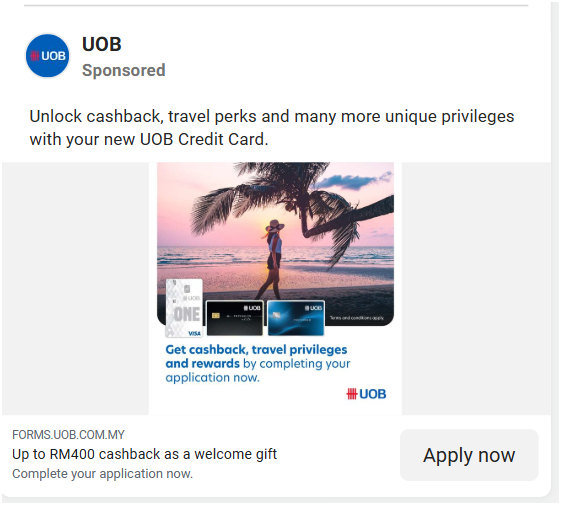 UOB
UOB
Sponsored
Unlock cashback, travel perks and many more unique privileges
with your new UOB Credit Card.
UOB
ONE
VISA
UOB
UOB
Terms and conditions apply.
Get cashback, travel privileges
and rewards by completing your
application now.
UOB
FORMS.UOB.COM.MY
Up to RM400 cashback as a welcome gift
Complete your application now.
Apply now